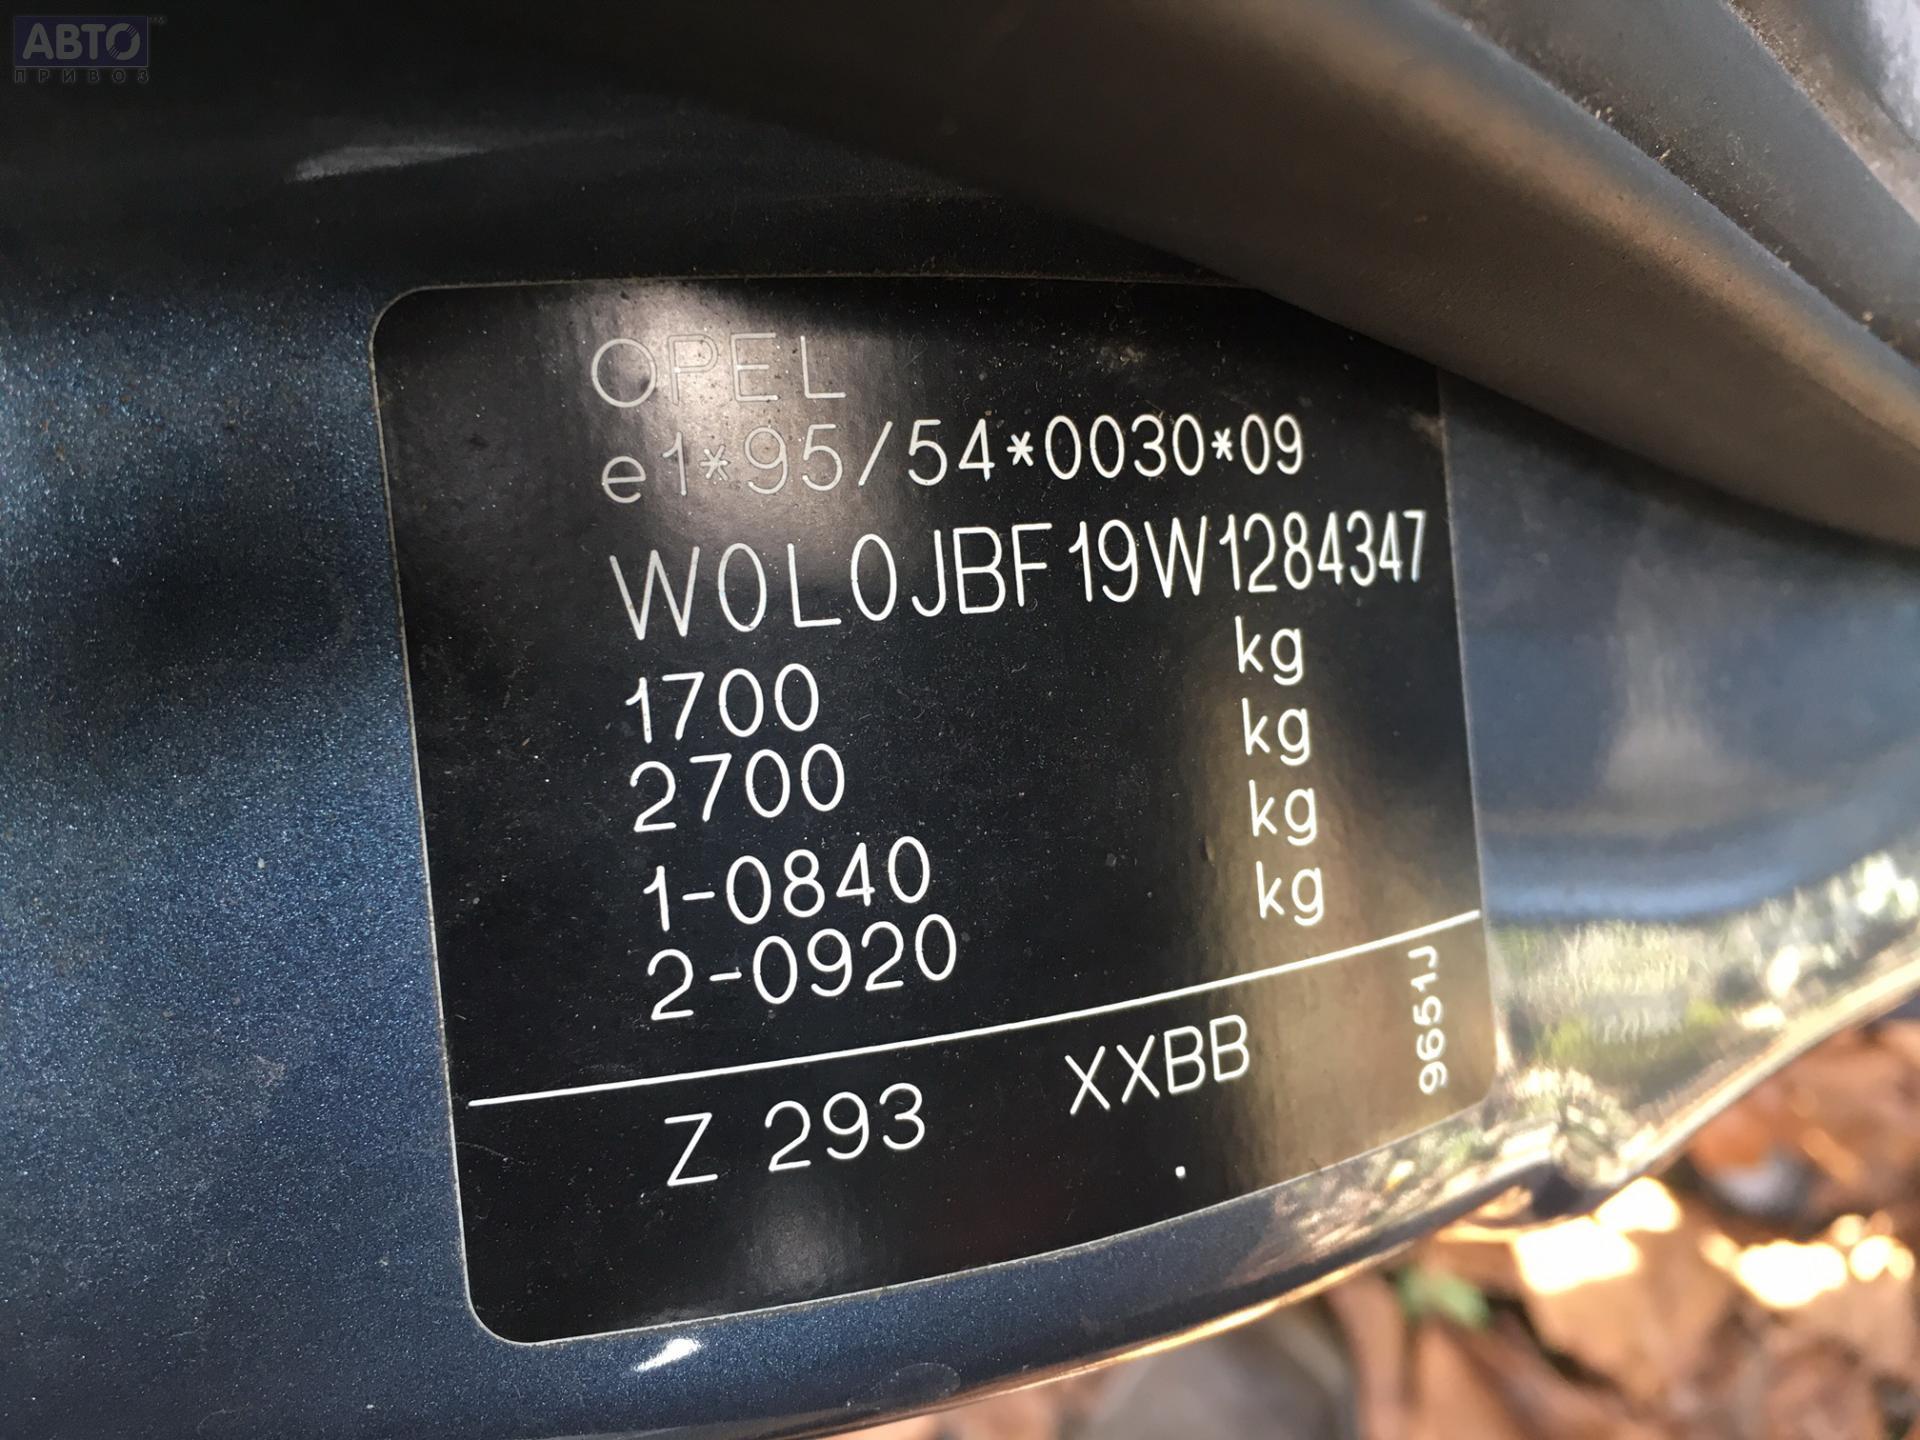 АВТО
ПРИВОЗ
OPEL
e1*95/54*0030*09
W0L0JBF19W1284347
1700 kg
2700 kg
1-0840 kg
2-0920 kg
Z 293 XXBB
9651J